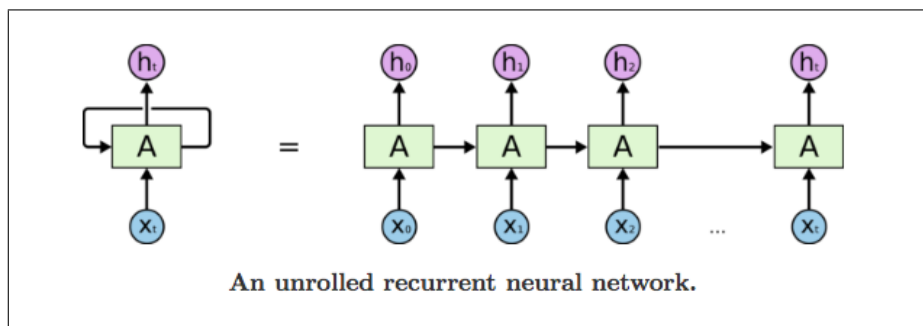 hₜ h₀ h₁ h₂ hₜ
A = A A A A
xₜ x₀ x₁ x₂ ... xₜ
An unrolled recurrent neural network.